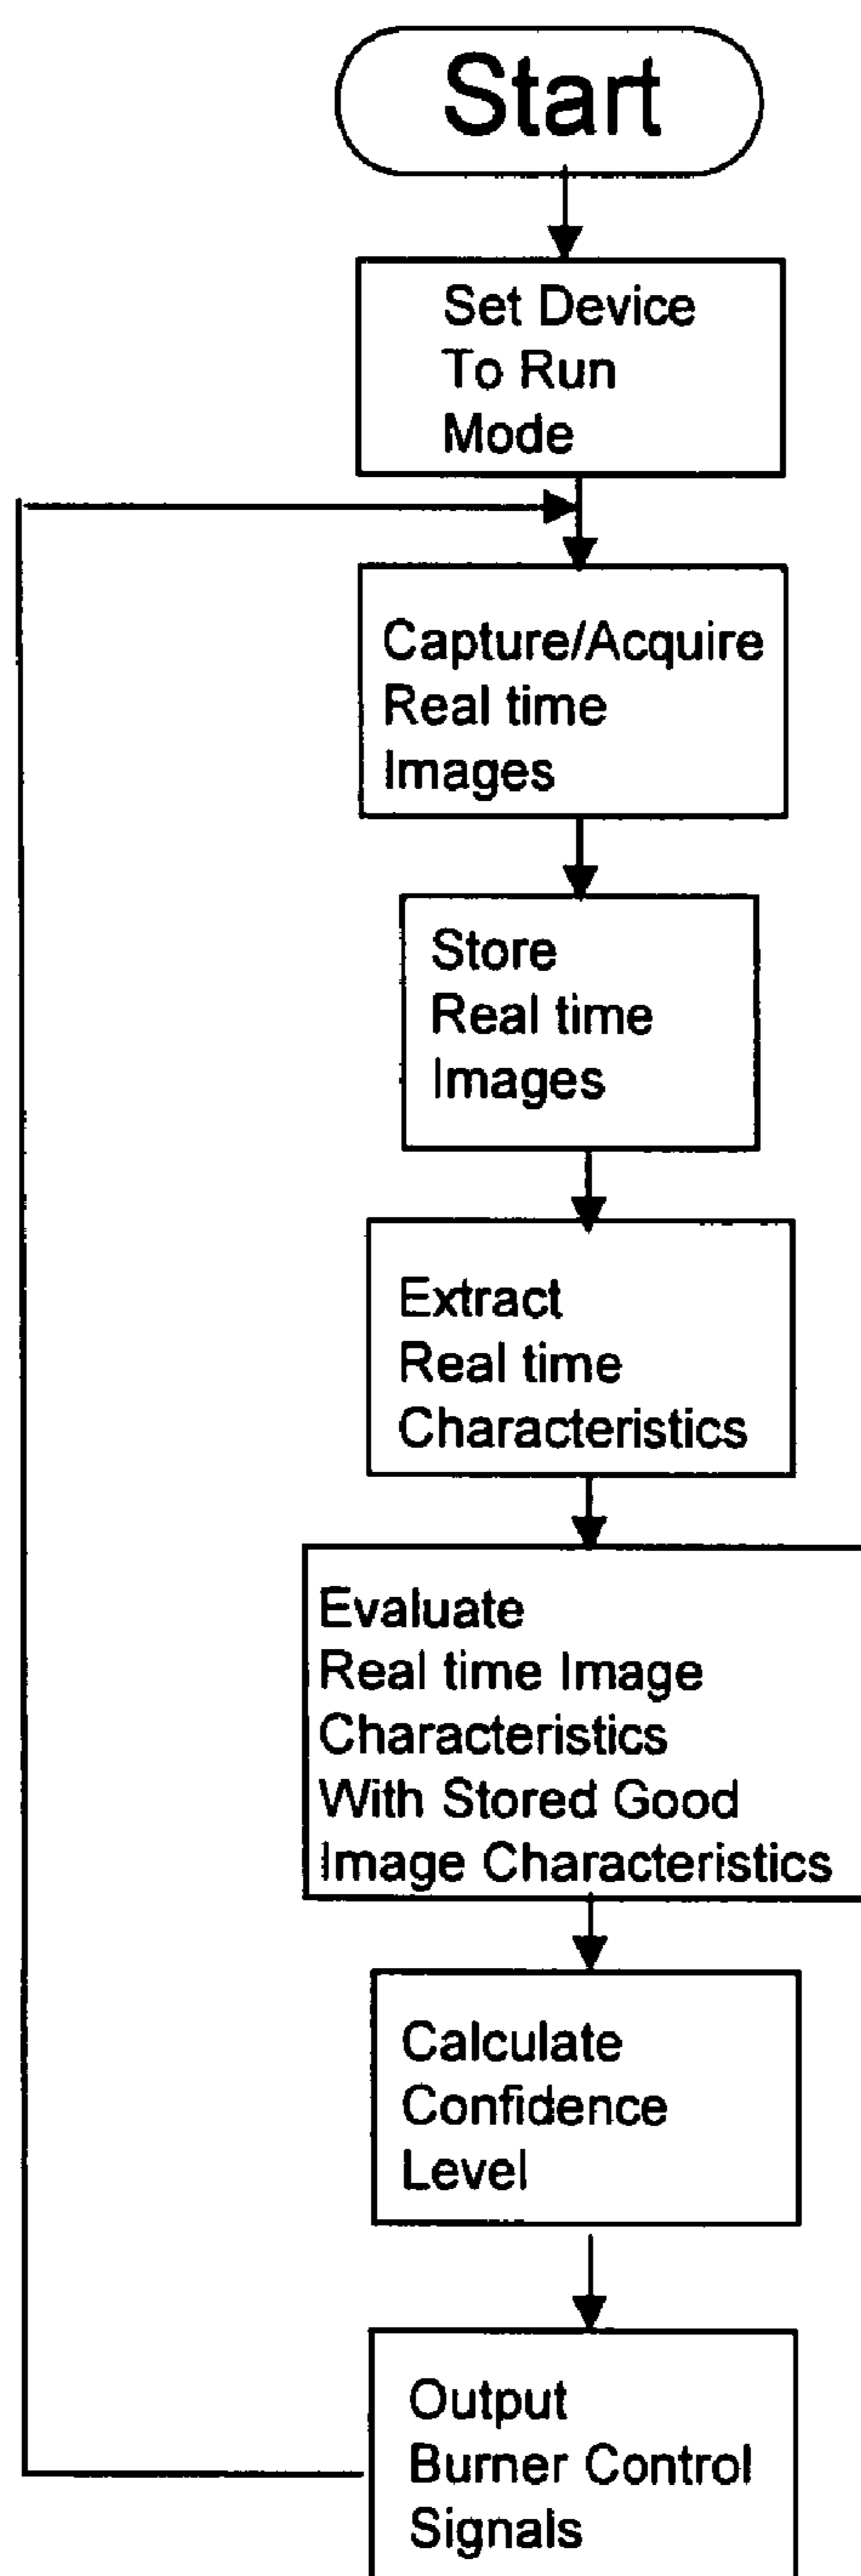 Start
Set Device
To Run
Mode
Capture/Acquire
Real time
Images
Store
Real time
Images
Extract
Real time
Characteristics
Evaluate
Real time Image
Characteristics
With Stored Good
Image Characteristics
Calculate
Confidence
Level
Output
Burner Control
Signals